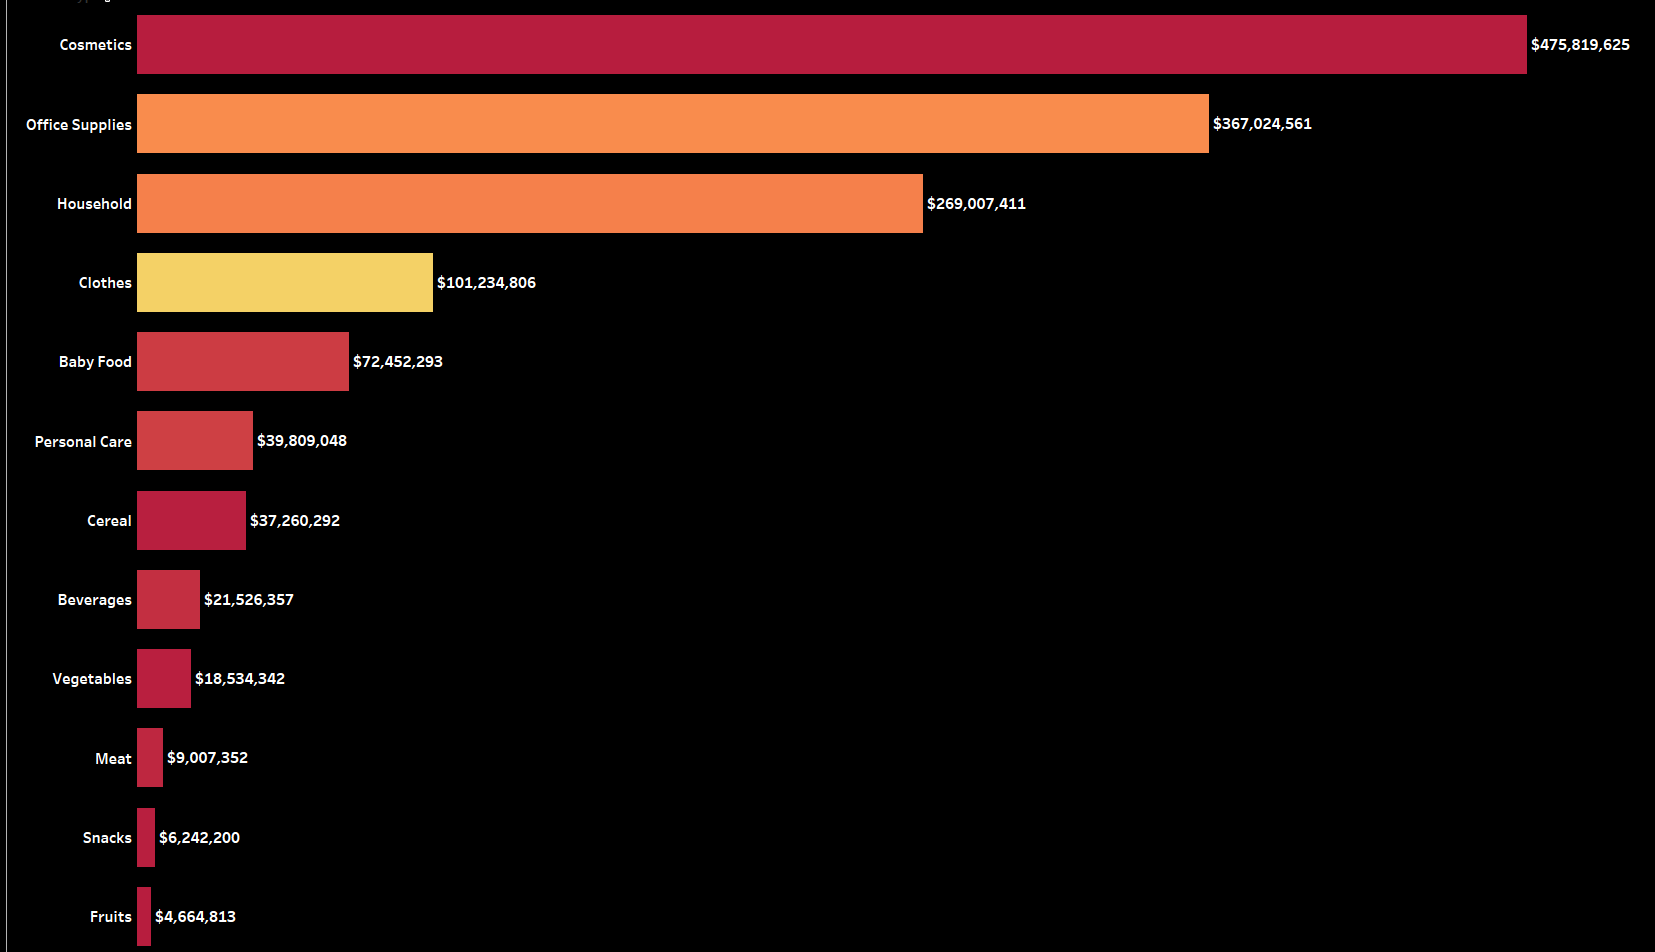 Cosmetics $475,819,625
Office Supplies $367,024,561
Household $269,007,411
Clothes $101,234,806
Baby Food $72,452,293
Personal Care $39,809,048
Cereal $37,260,292
Beverages $21,526,357
Vegetables $18,534,342
Meat $9,007,352
Snacks $6,242,200
Fruits $4,664,813